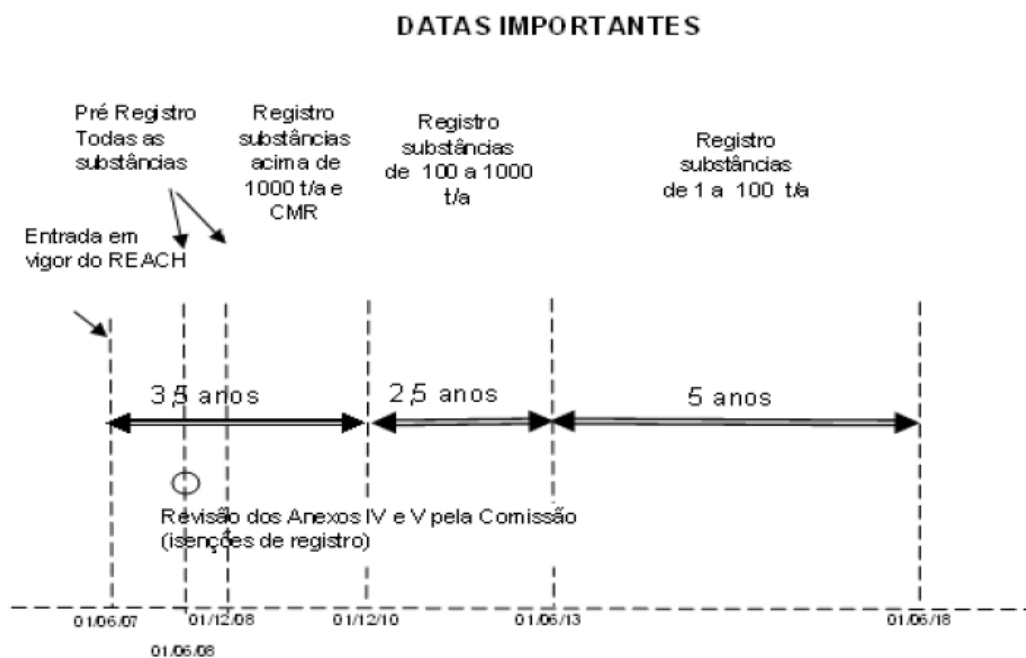 DATAS IMPORTANTES
Pré Registro
Todas as
substâncias
Registro
substâncias
acima de
1000 t/a e
CMR
Registro
substâncias
de 100 a 1000
t/a
Registro
substâncias
de 1 a 100 t/a
Entrada em
vigor do REACH
3,5 anos
2,5 anos
5 anos
Revisão dos Anexos IV e V pela Comissão
(isenções de registro)
01/06/07
01/12/08
01/12/10
01/06/13
01/06/18
01/06/08